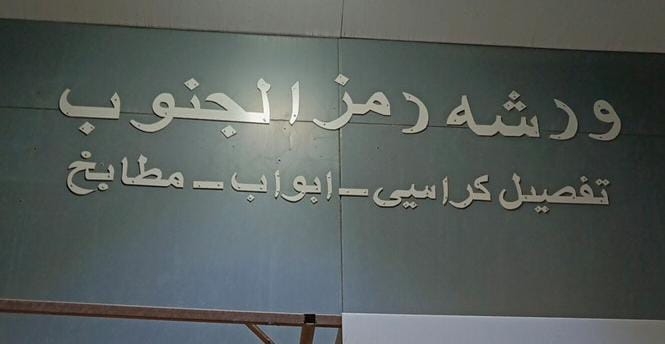 ورشه رمز الجنوب
تفصيل كراسي - ابواب - مطابخ